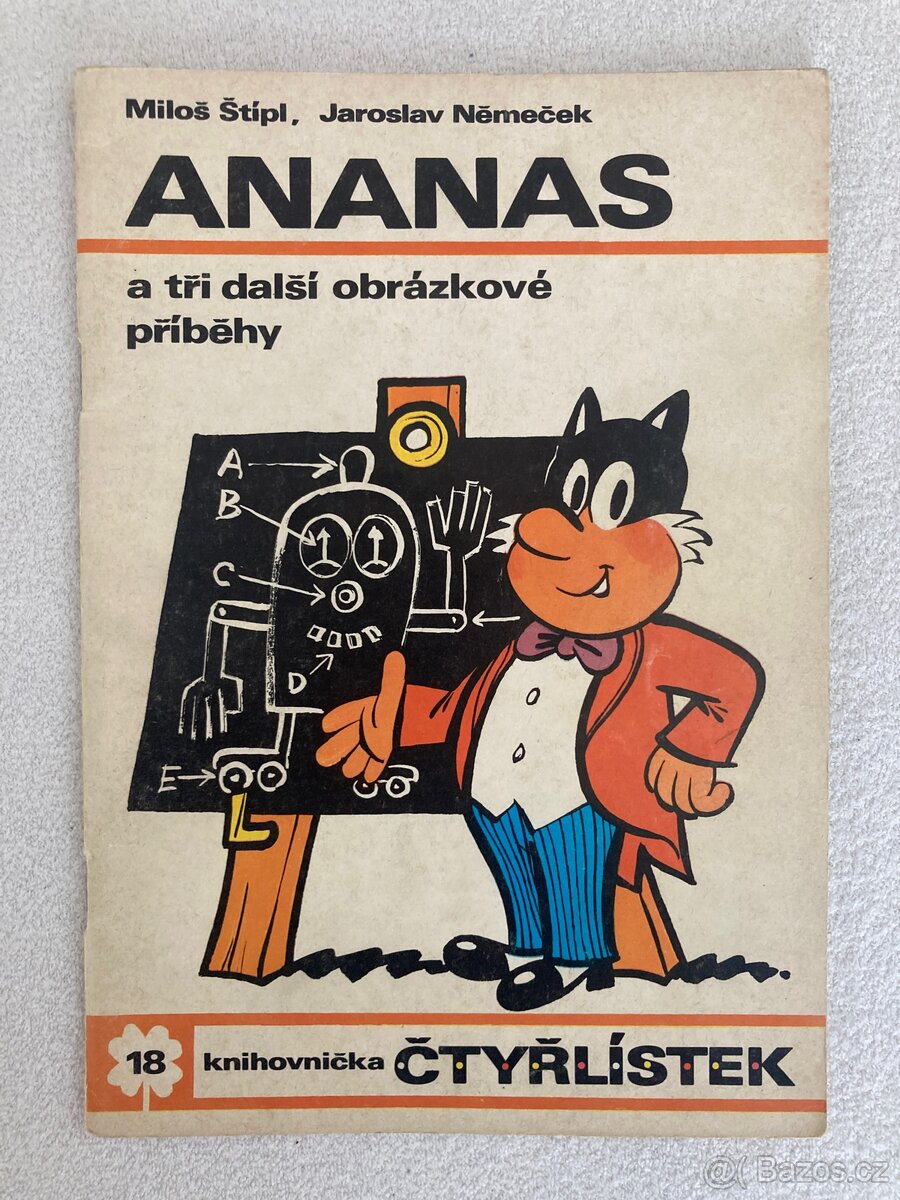 Miloš Štípl, Jaroslav Němeček
ANANAS
a tři další obrázkové
příběhy
A
B
C
D
E
18
knihovnička ČTYŘLÍSTEK
@( Bazos.cz